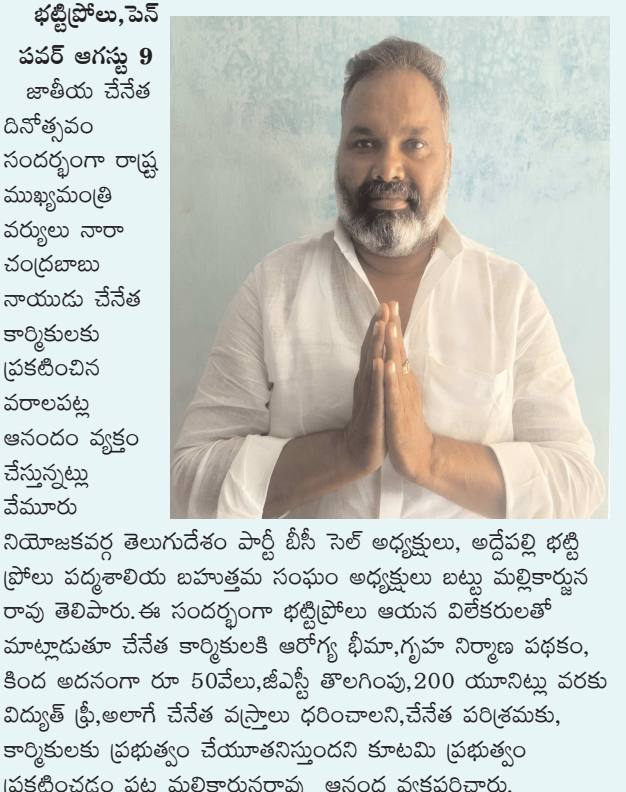 భట్టిప్రోలు,పెన్
పవర్ ఆగస్టు 9
జాతీయ చేనేత
దినోత్సవం
సందర్భంగా రాష్ట్ర
ముఖ్యమంత్రి
వర్యులు నారా
చంద్రబాబు
నాయుడు చేనేత
కార్మికులకు
ప్రకటించిన
వరాలపట్ల
ఆనందం వ్యక్తం
చేస్తున్నట్లు
వేమూరు
నియోజకవర్గ తెలుగుదేశం పార్టీ బీసీ సెల్ అధ్యక్షులు, అద్దేపల్లి భట్టి
ప్రోలు పద్మశాలియ బహుత్తమ సంఘం అధ్యక్షులు బట్టు మల్లికార్జున
రావు తెలిపారు.ఈ సందర్భంగా భట్టిప్రోలు ఆయన విలేకరులతో
మాట్లాడుతూ చేనేత కార్మికులకి ఆరోగ్య భీమా,గృహ నిర్మాణ పథకం,
కింద అదనంగా రూ 50వేలు,జీఎస్టీ తొలగింపు,200 యూనిట్లు వరకు
విద్యుత్ ఫ్రీ,అలాగే చేనేత వస్త్రాలు ధరించాలని,చేనేత పరిశ్రమకు,
కార్మికులకు ప్రభుత్వం చేయూతనిస్తుందని కూటమి ప్రభుత్వం
ప్రకటించడం పట్ల మల్లికార్జునరావు ఆనంద వ్యక్తపరిచారు.